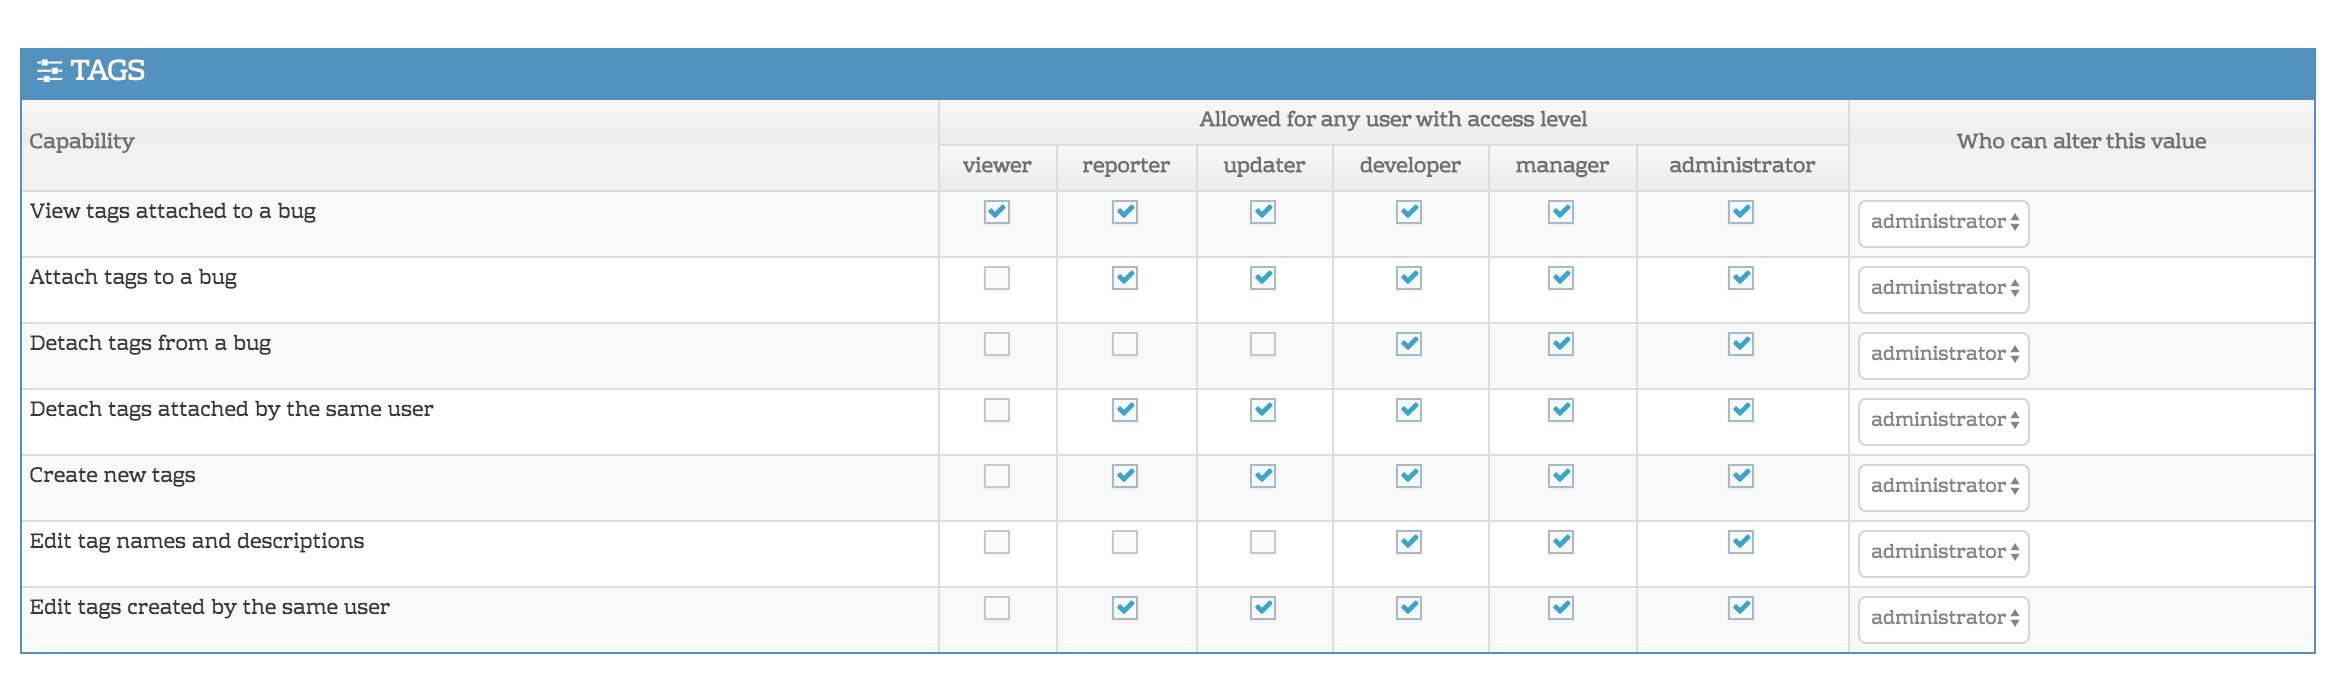 TAGS
Capability
Allowed for any user with access level
Who can alter this value
viewer reporter updater developer manager administrator
View tags attached to a bug administrator
Attach tags to a bug administrator
Detach tags from a bug administrator
Detach tags attached by the same user administrator
Create new tags administrator
Edit tag names and descriptions administrator
Edit tags created by the same user administrator